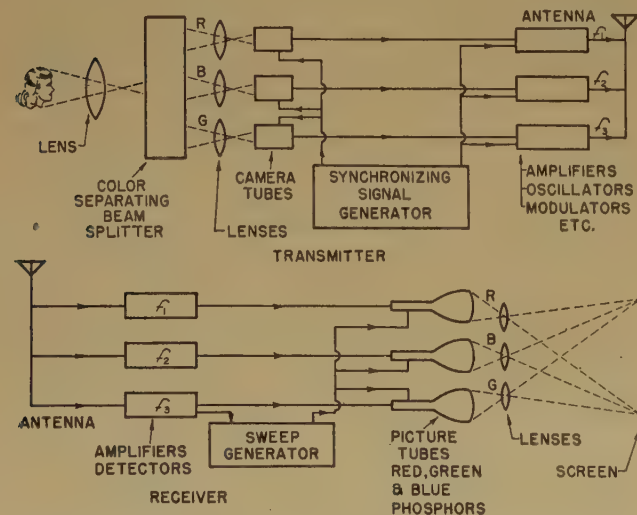 ANTENNA
R
f1
B
f2
G
f3
LENS
COLOR
SEPARATING
BEAM
SPLITTER
LENSES
CAMERA
TUBES
SYNCHRONIZING
SIGNAL
GENERATOR
AMPLIFIERS
OSCILLATORS
MODULATORS
ETC.
TRANSMITTER
f1
R
f2
B
f3
G
ANTENNA
AMPLIFIERS
DETECTORS
SWEEP
GENERATOR
PICTURE
TUBES
RED, GREEN
& BLUE
PHOSPHORS
LENSES
SCREEN
RECEIVER